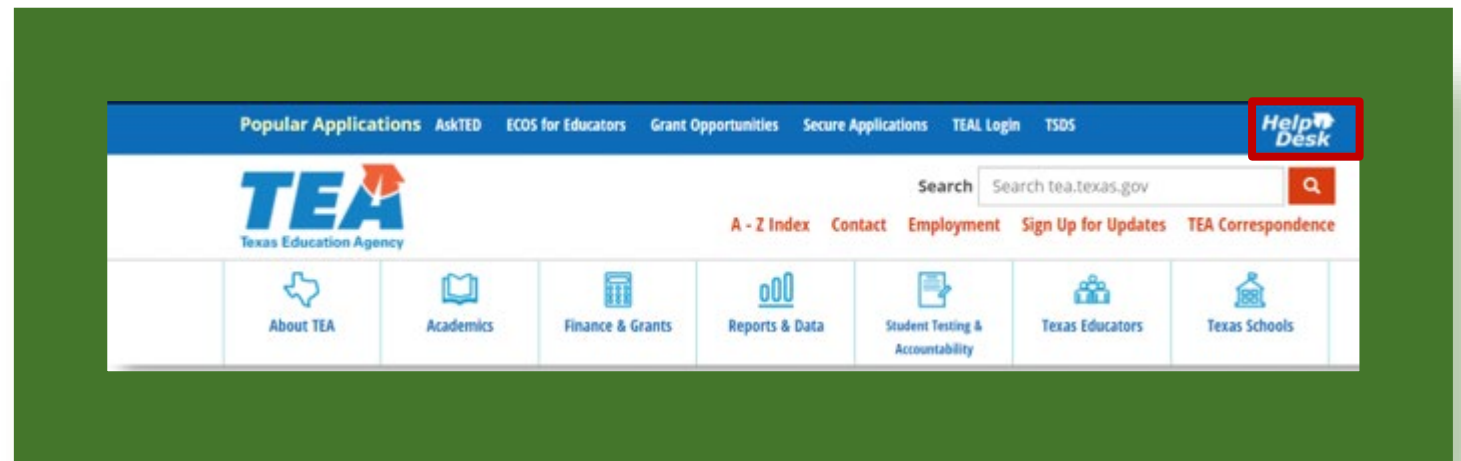 Popular Applications AskTED ECOS for Educators Grant Opportunities Secure Applications TEAL Login TSDS
Help
Desk
TEA
Texas Education Agency
Search Search tea.texas.gov
A - Z Index Contact Employment Sign Up for Updates TEA Correspondence
About TEA Academics Finance & Grants Reports & Data Student Testing & Texas Educators Texas Schools
Accountability